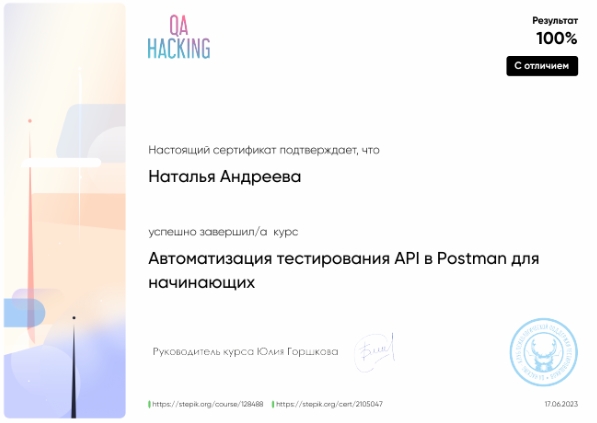 QA
HACKING
Результат
100%
С отличием
Настоящий сертификат подтверждает, что
Наталья Андреева
успешно завершил/а курс
Автоматизация тестирования API в Postman для
начинающих
Руководитель курса Юлия Горшкова
https://stepik.org/course/128488 https://stepik.org/cert/2105047
17.06.2023